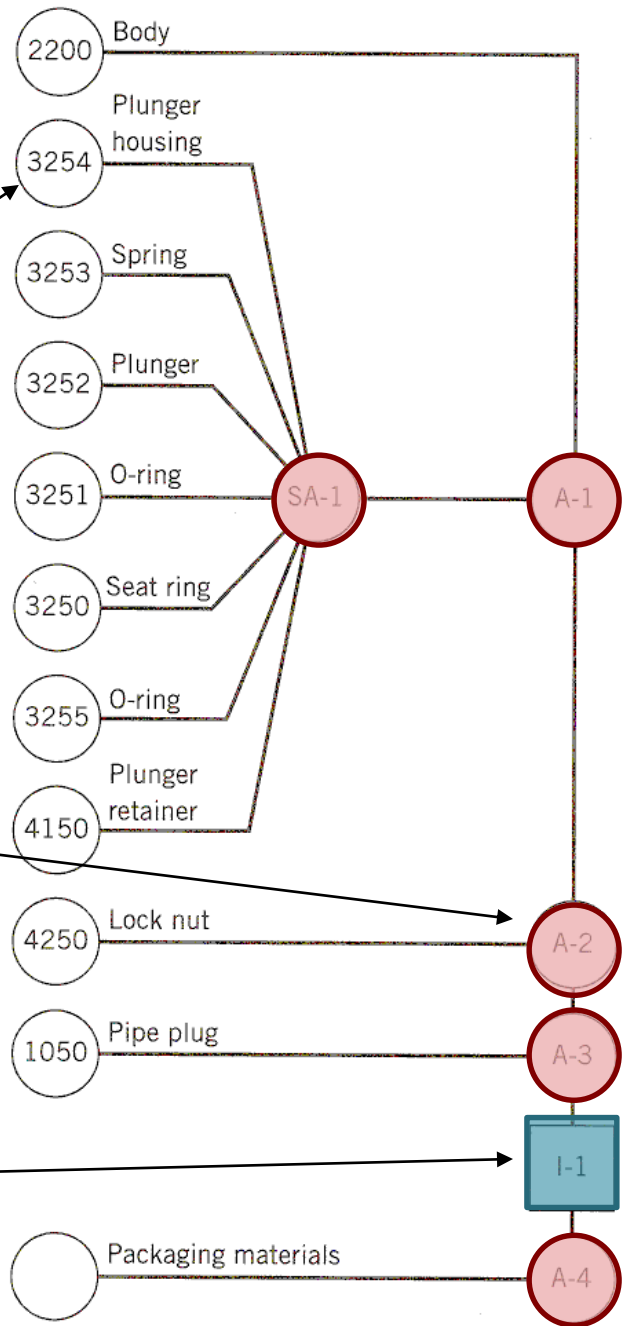 2200 Body
Plunger
housing
3254
3253 Spring
3252 Plunger
3251 O-ring SA-1 A-1
3250 Seat ring
3255 O-ring
Plunger
retainer
4150
4250 Lock nut A-2
1050 Pipe plug A-3
I-1
Packaging materials A-4